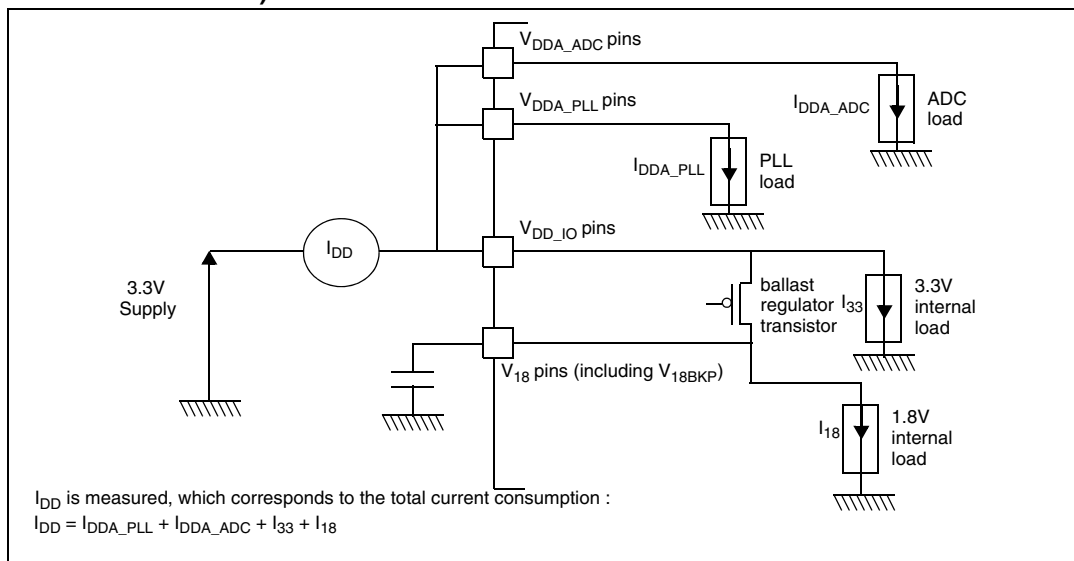 V_DDA_ADC pins
V_DDA_PLL pins
I_DDA_ADC
ADC
load
I_DDA_PLL
PLL
load
V_DD_IO pins
I_DD
3.3V
Supply
ballast
regulator
transistor
I_33
3.3V
internal
load
V_18 pins (including V_18BKP)
I_18
1.8V
internal
load
I_DD is measured, which corresponds to the total current consumption :
I_DD = I_DDA_PLL + I_DDA_ADC + I_33 + I_18